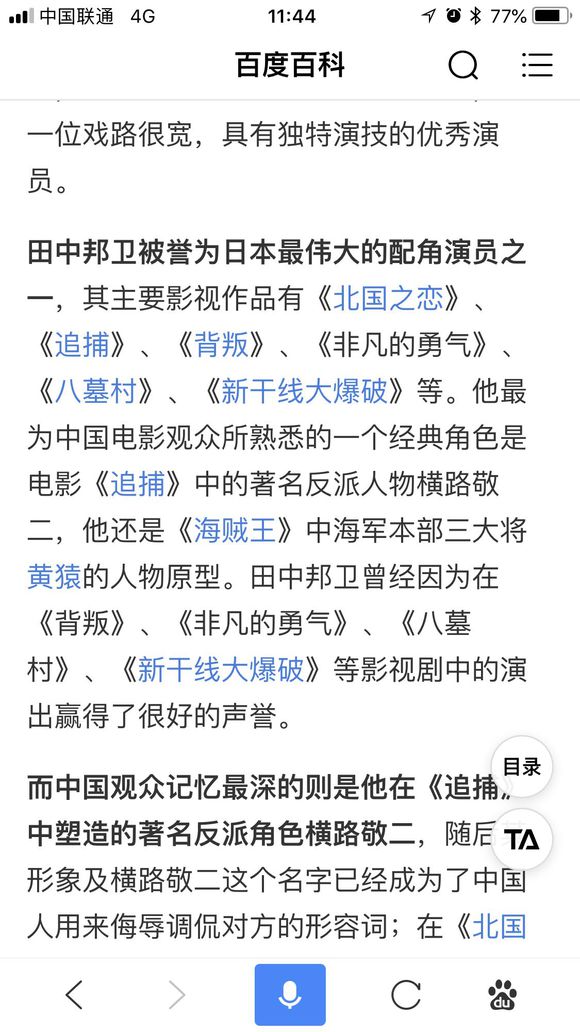 中国联通 4G 11:44 77%
百度百科
一位戏路很宽，具有独特演技的优秀演
员。
田中邦卫被誉为日本最伟大的配角演员之
一，其主要影视作品有《北国之恋》、
《追捕》、《背叛》、《非凡的勇气》、
《八墓村》、《新干线大爆破》等。他最
为中国电影观众所熟悉的一个经典角色是
电影《追捕》中的著名反派人物横路敬
二，他还是《海贼王》中海军本部三大将
黄猿的人物原型。田中邦卫曾经因为在
《背叛》、《非凡的勇气》、《八墓
村》、《新干线大爆破》等影视剧中的演
出赢得了很好的声誉。
目录
而中国观众记忆最深的则是他在《追捕》
中塑造的著名反派角色横路敬二，随后
TA
形象及横路敬二这个名字已经成为了中国
人用来侮辱调侃对方的形容词；在《北国
du